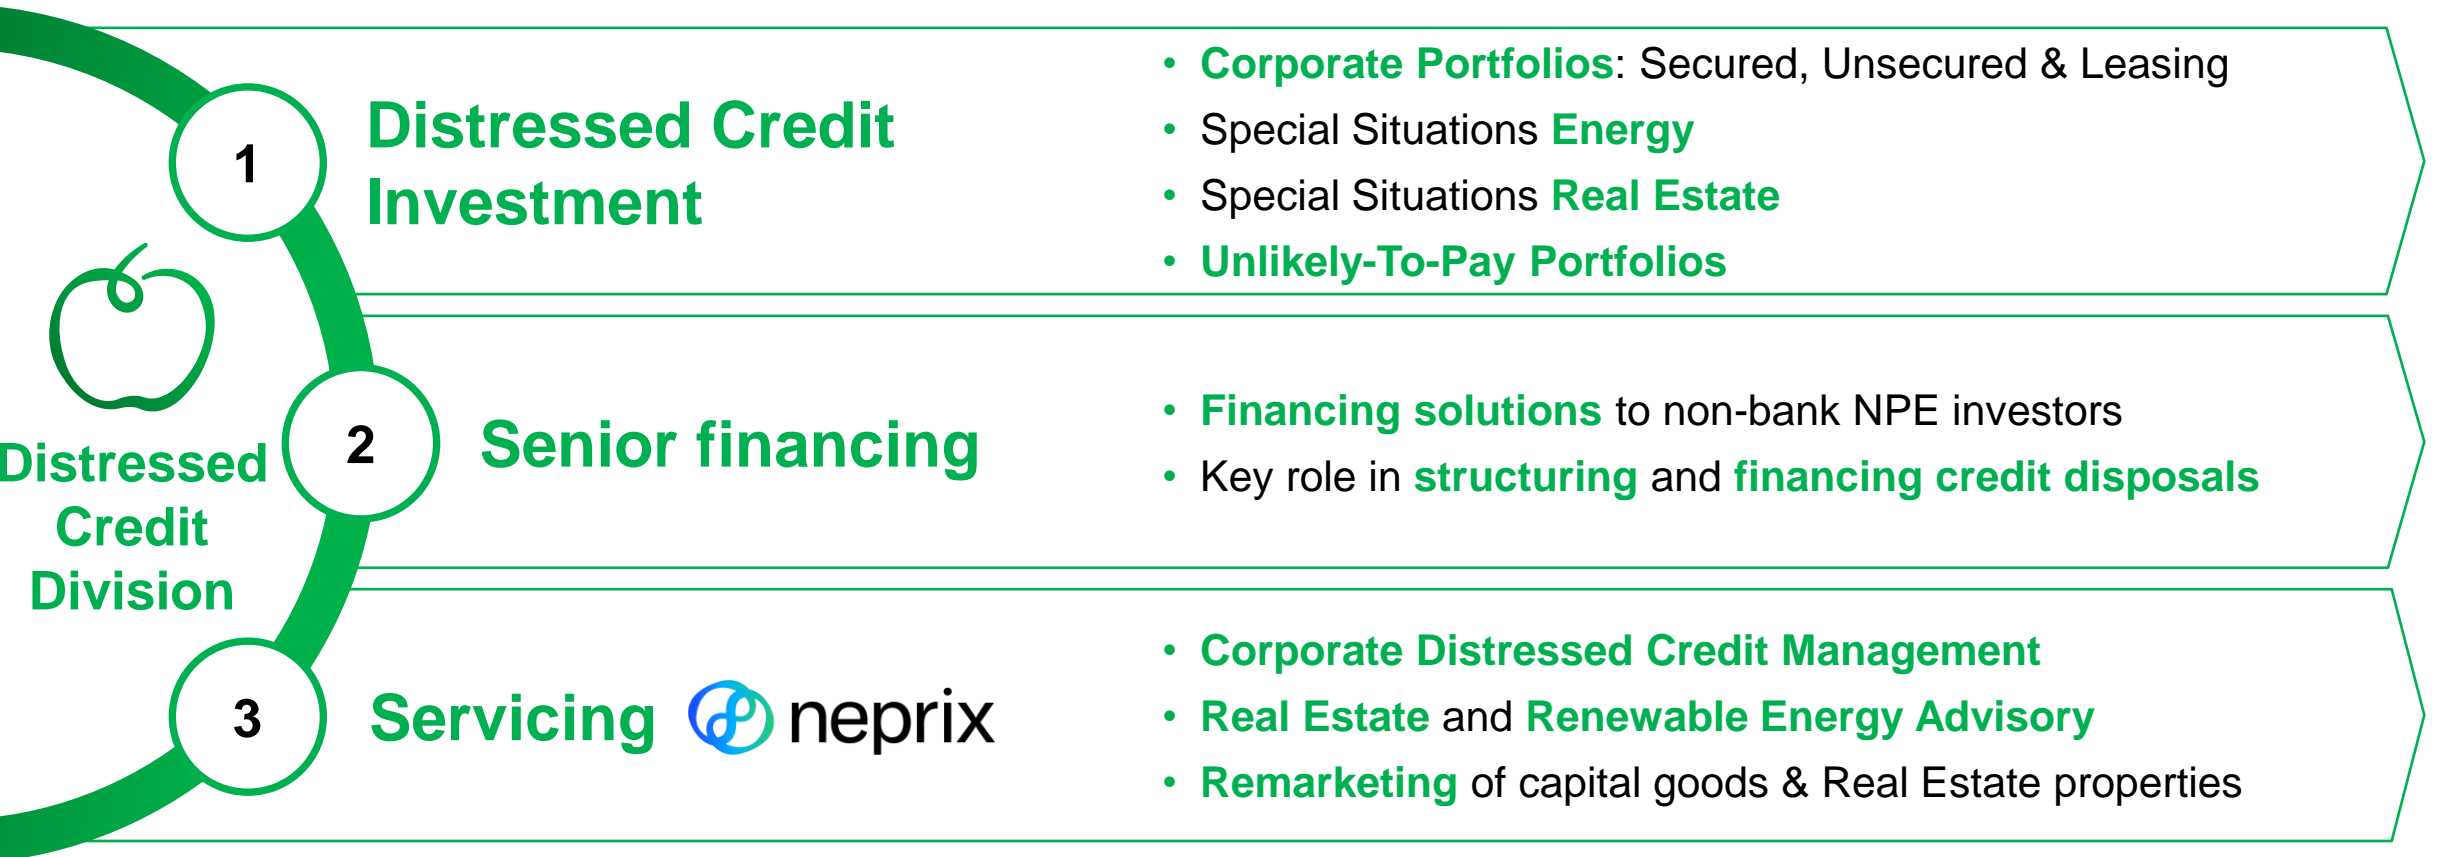 Distressed
Credit
Division
1
Distressed Credit
Investment
• Corporate Portfolios: Secured, Unsecured & Leasing
• Special Situations Energy
• Special Situations Real Estate
• Unlikely-To-Pay Portfolios
2
Senior financing
• Financing solutions to non-bank NPE investors
• Key role in structuring and financing credit disposals
3
Servicing neprix
• Corporate Distressed Credit Management
• Real Estate and Renewable Energy Advisory
• Remarketing of capital goods & Real Estate properties